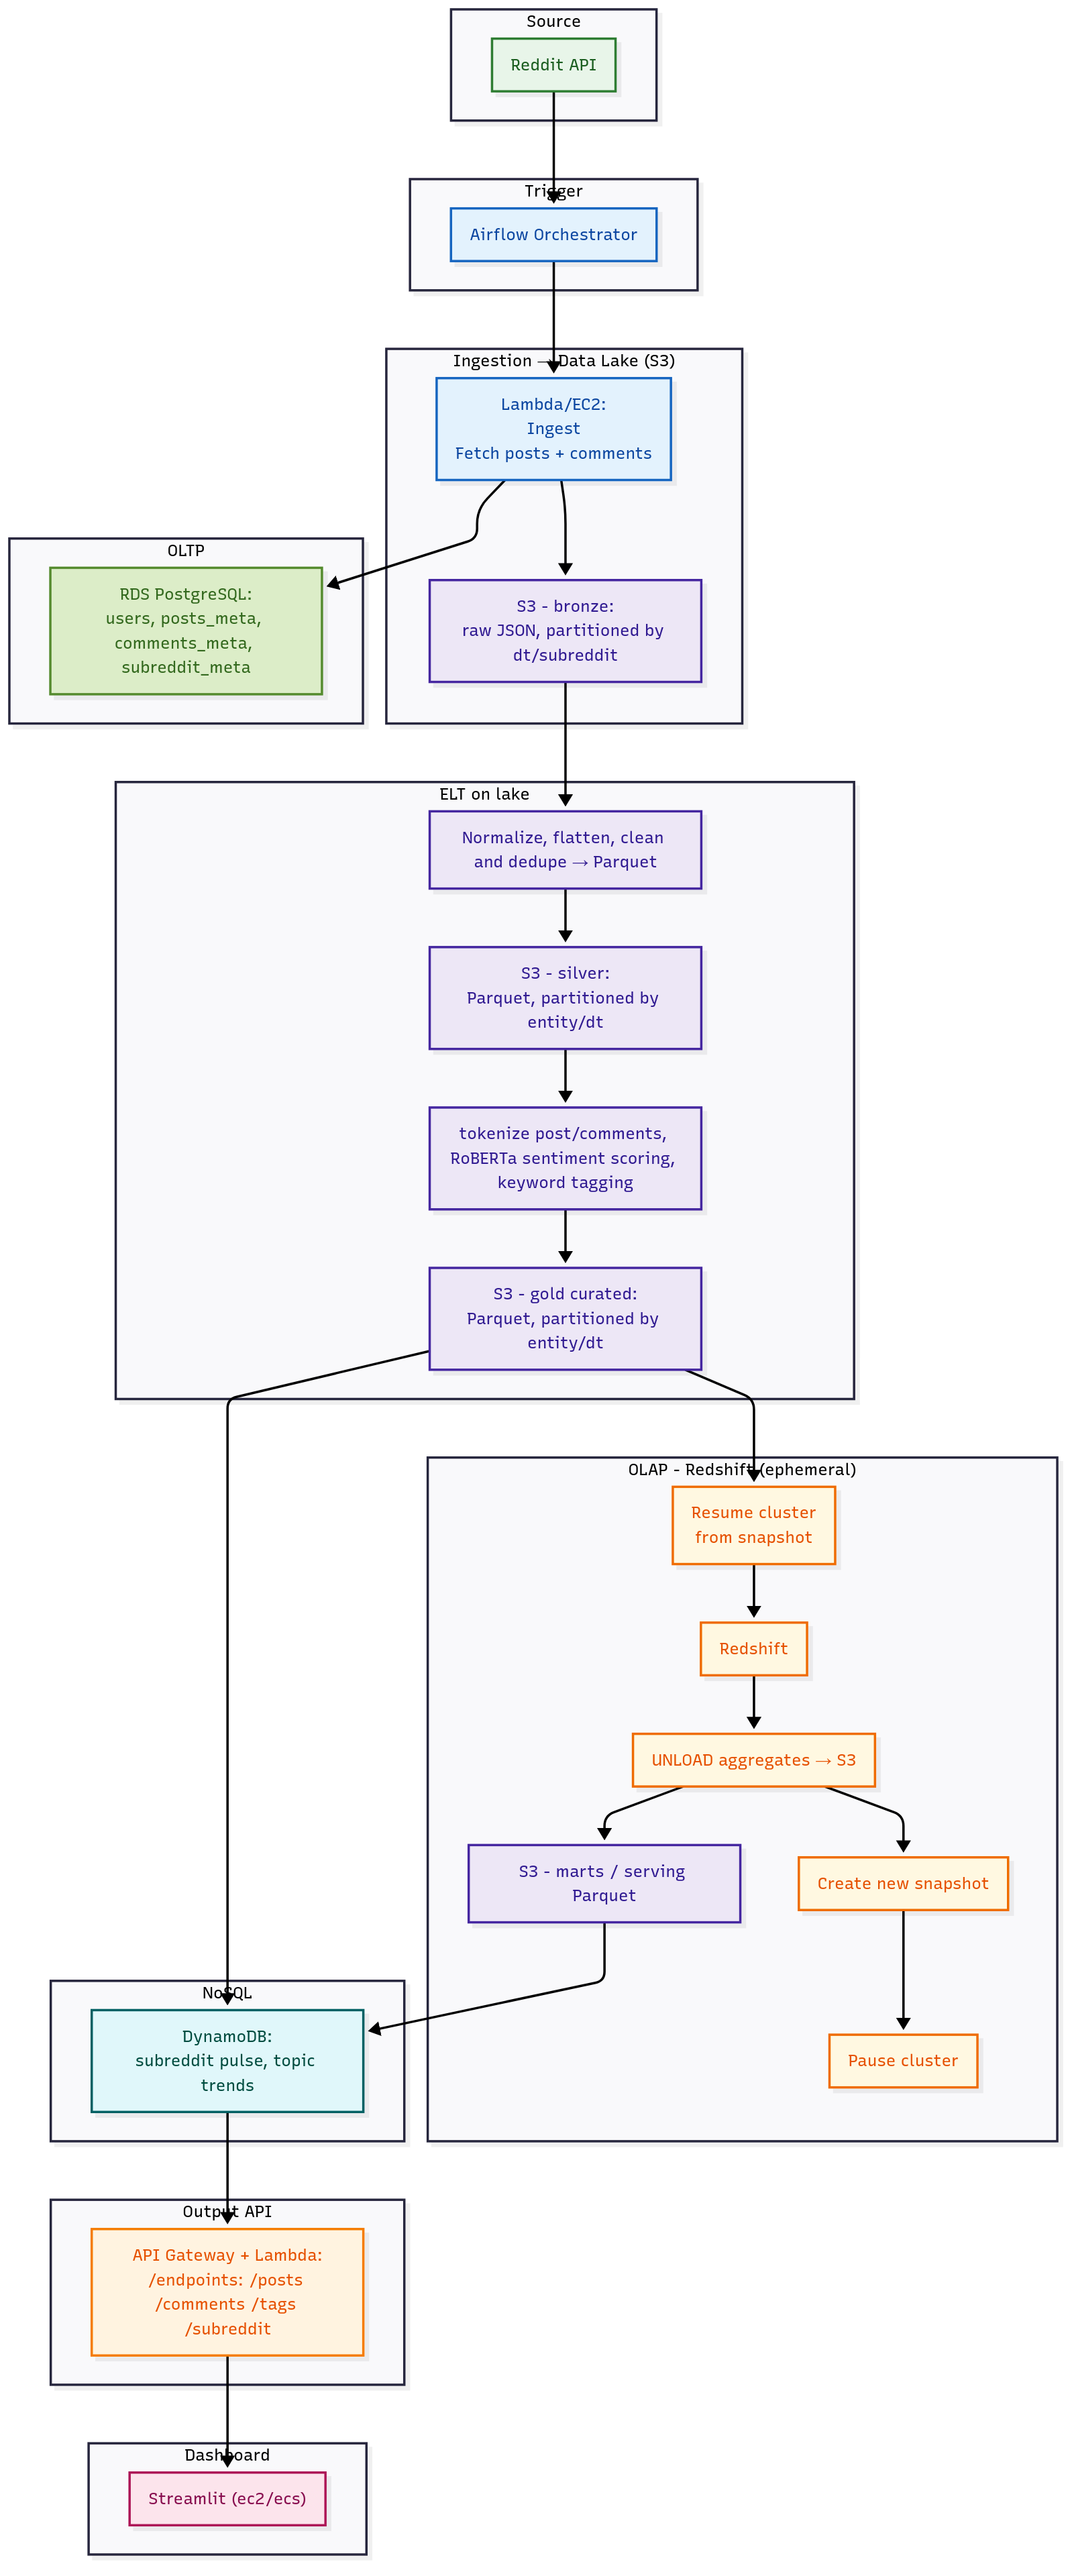 Source
Reddit API
Trigger
Airflow Orchestrator
Ingestion → Data Lake (S3)
Lambda/EC2:
Ingest
Fetch posts + comments
OLTP
RDS PostgreSQL:
users, posts_meta,
comments_meta,
subreddit_meta
S3 - bronze:
raw JSON, partitioned by
dt/subreddit
ELT on lake
Normalize, flatten, clean
and dedupe → Parquet
S3 - silver:
Parquet, partitioned by
entity/dt
tokenize post/comments,
RoBERTa sentiment scoring,
keyword tagging
S3 - gold curated:
Parquet, partitioned by
entity/dt
OLAP - Redshift (ephemeral)
Resume cluster
from snapshot
Redshift
UNLOAD aggregates → S3
S3 - marts / serving
Parquet
Create new snapshot
Pause cluster
NoSQL
DynamoDB:
subreddit pulse, topic
trends
Output API
API Gateway + Lambda:
/endpoints: /posts
/comments /tags
/subreddit
Dashboard
Streamlit (ec2/ecs)